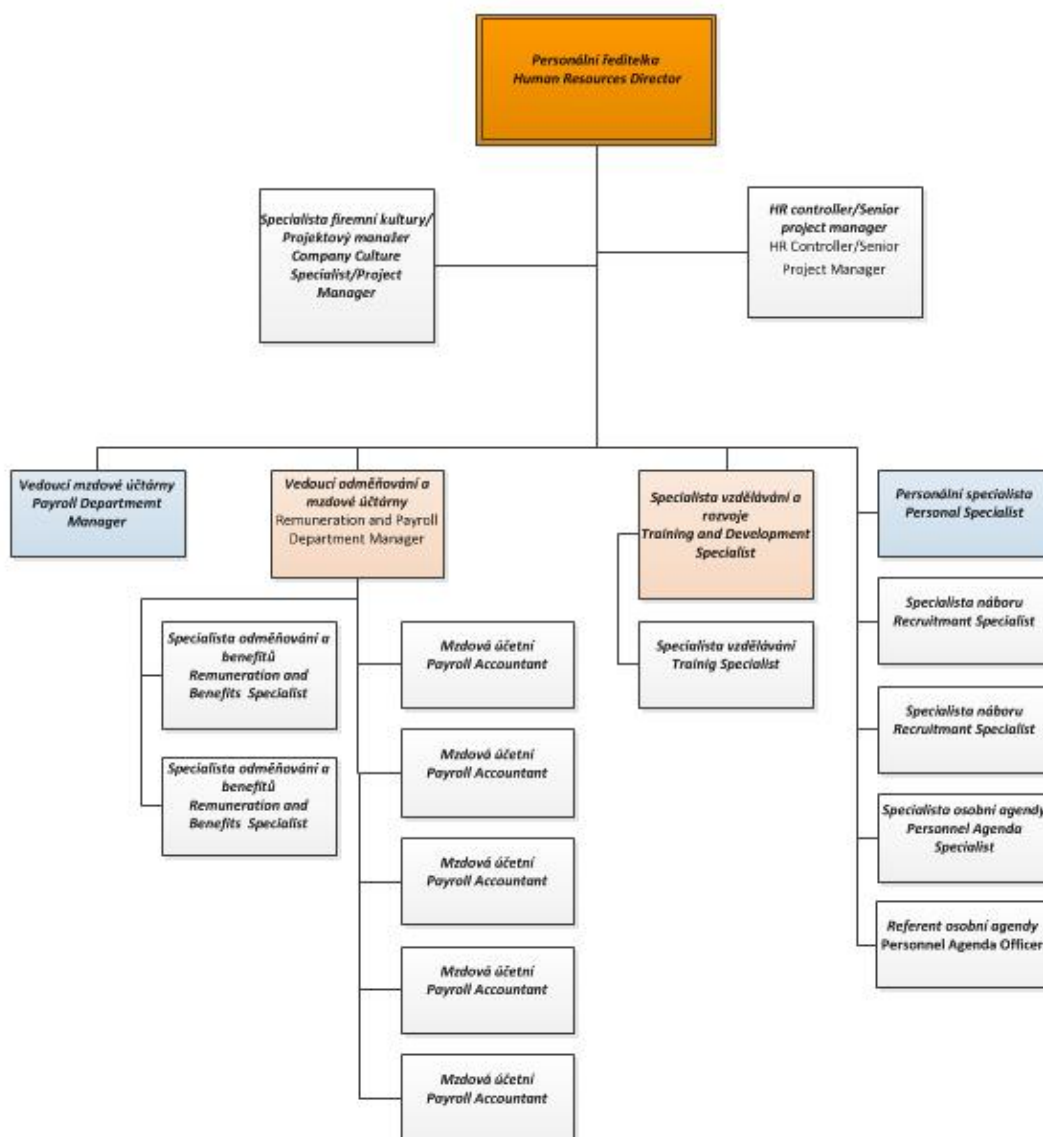 Personální ředitelka
Human Resources Director
Specialista firemní kultury/
Projektový manažer
Company Culture
Specialist/Project
Manager
HR controller/Senior
project manager
HR Controller/Senior
Project Manager
Vedoucí mzdové účtárny
Payroll Departmemt
Manager
Vedoucí odměňování a
mzdové účtárny
Remuneration and Payroll
Department Manager
Specialista vzdělávání a
rozvoje
Training and Development
Specialist
Personální specialista
Personal Specialist
Specialista odměňování a
benefitů
Remuneration and
Benefits Specialist
Specialista odměňování a
benefitů
Remuneration and
Benefits Specialist
Mzdová účetní
Payroll Accountant
Mzdová účetní
Payroll Accountant
Mzdová účetní
Payroll Accountant
Mzdová účetní
Payroll Accountant
Mzdová účetní
Payroll Accountant
Specialista vzdělávání
Trainig Specialist
Specialista náboru
Recruitmant Specialist
Specialista náboru
Recruitmant Specialist
Specialista osobní agendy
Personnel Agenda
Specialist
Referent osobní agendy
Personnel Agenda Officer